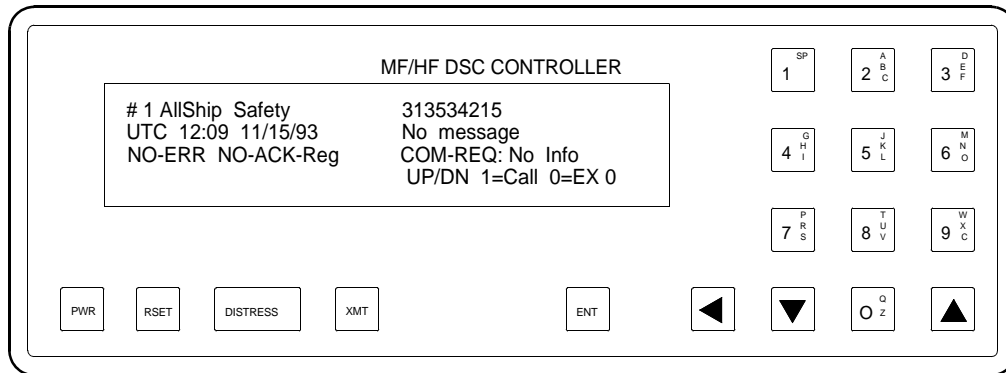 MF/HF DSC CONTROLLER
# 1 AllShip Safety 313534215
UTC 12:09 11/15/93 No message
NO-ERR NO-ACK-Reg COM-REQ: No Info
UP/DN 1=Call 0=EX 0
1 SP
2 A B C
3 D E F
4 G H I
5 J K L
6 M N O
7 P R S
8 T U V
9 W X C
PWR RSET DISTRESS XMT ENT O Q Z